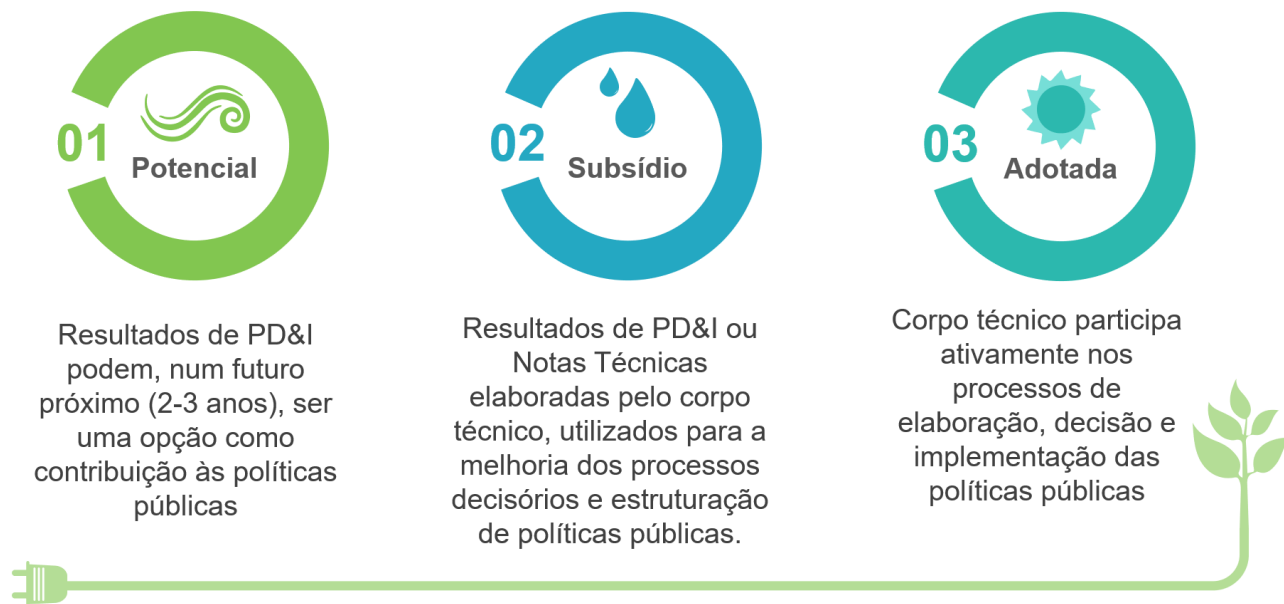 01
Potencial
Resultados de PD&I
podem, num futuro
próximo (2-3 anos), ser
uma opção como
contribuição às políticas
públicas
02
Subsídio
Resultados de PD&I ou
Notas Técnicas
elaboradas pelo corpo
técnico, utilizados para a
melhoria dos processos
decisórios e estruturação
de políticas públicas.
03
Adotada
Corpo técnico participa
ativamente nos
processos de
elaboração, decisão e
implementação das
políticas públicas